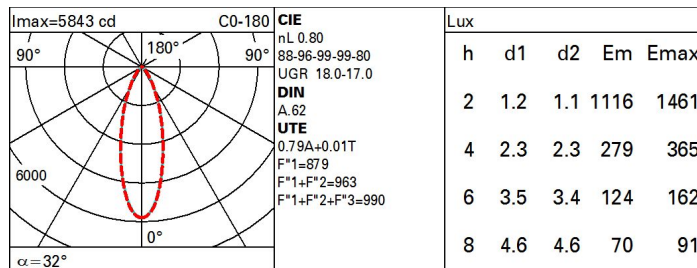 Imax=5843 cd C0-180
90° 180° 90°
6000
0°
α=32°
CIE
nL 0.80
88-96-99-99-80
UGR 18.0-17.0
DIN
A.62
UTE
0.79A+0.01T
F"1=879
F"1+F"2=963
F"1+F"2+F"3=990
Lux
h d1 d2 Em Emax
2 1.2 1.1 1116 1461
4 2.3 2.3 279 365
6 3.5 3.4 124 162
8 4.6 4.6 70 91